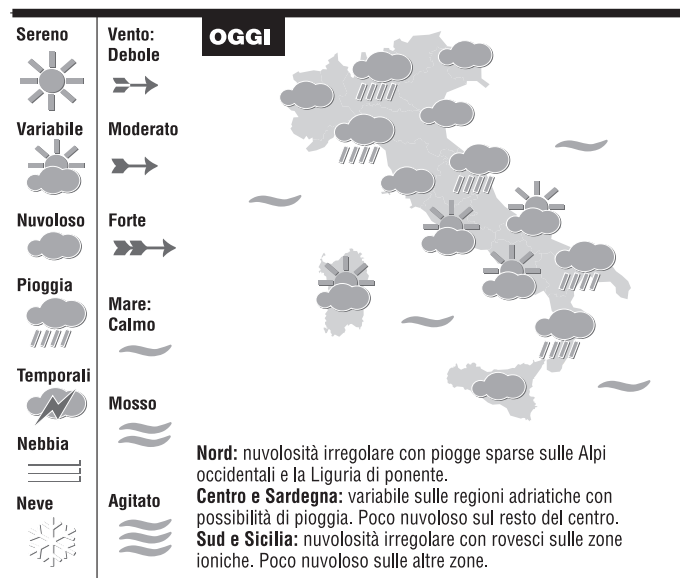 Sereno
Variabile
Nuvoloso
Pioggia
Temporali
Nebbia
Neve
Vento:
Debole
Moderato
Forte
Mare:
Calmo
Mosso
Agitato
OGGI
Nord: nuvolosità irregolare con piogge sparse sulle Alpi
occidentali e la Liguria di ponente.
Centro e Sardegna: variabile sulle regioni adriatiche con
possibilità di pioggia. Poco nuvoloso sul resto del centro.
Sud e Sicilia: nuvolosità irregolare con rovesci sulle zone
ioniche. Poco nuvoloso sulle altre zone.